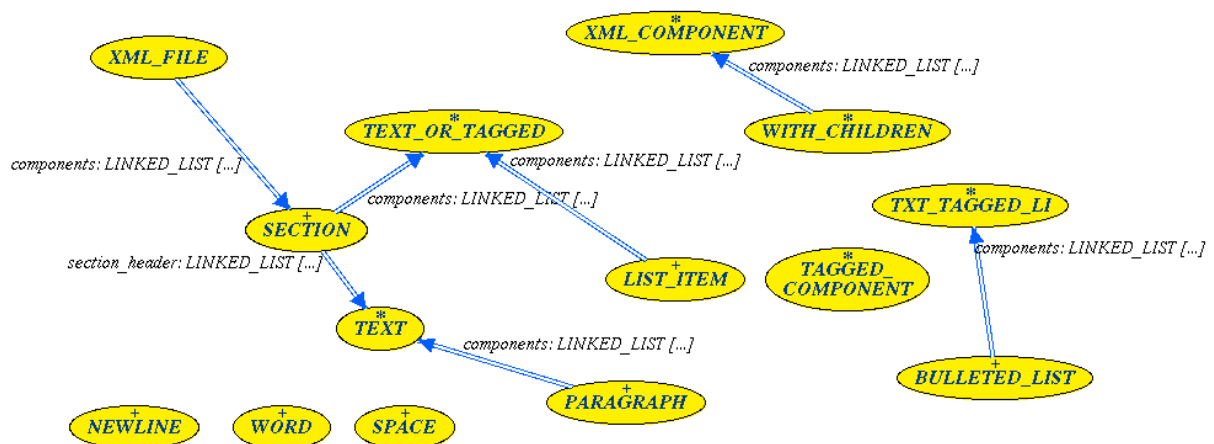 *
XML_COMPONENT
XML_FILE
components: LINKED_LIST [...]
*
TEXT_OR_TAGGED
*
WITH_CHILDREN
components: LINKED_LIST [...]
components: LINKED_LIST [...]
components: LINKED_LIST [...]
*
TXT_TAGGED_LI
+
SECTION
components: LINKED_LIST [...]
section_header: LINKED_LIST [...]
+
LIST_ITEM
*
TAGGED_
COMPONENT
*
TEXT
components: LINKED_LIST [...]
+
BULLETED_LIST
+
PARAGRAPH
+
NEWLINE
+
WORD
+
SPACE